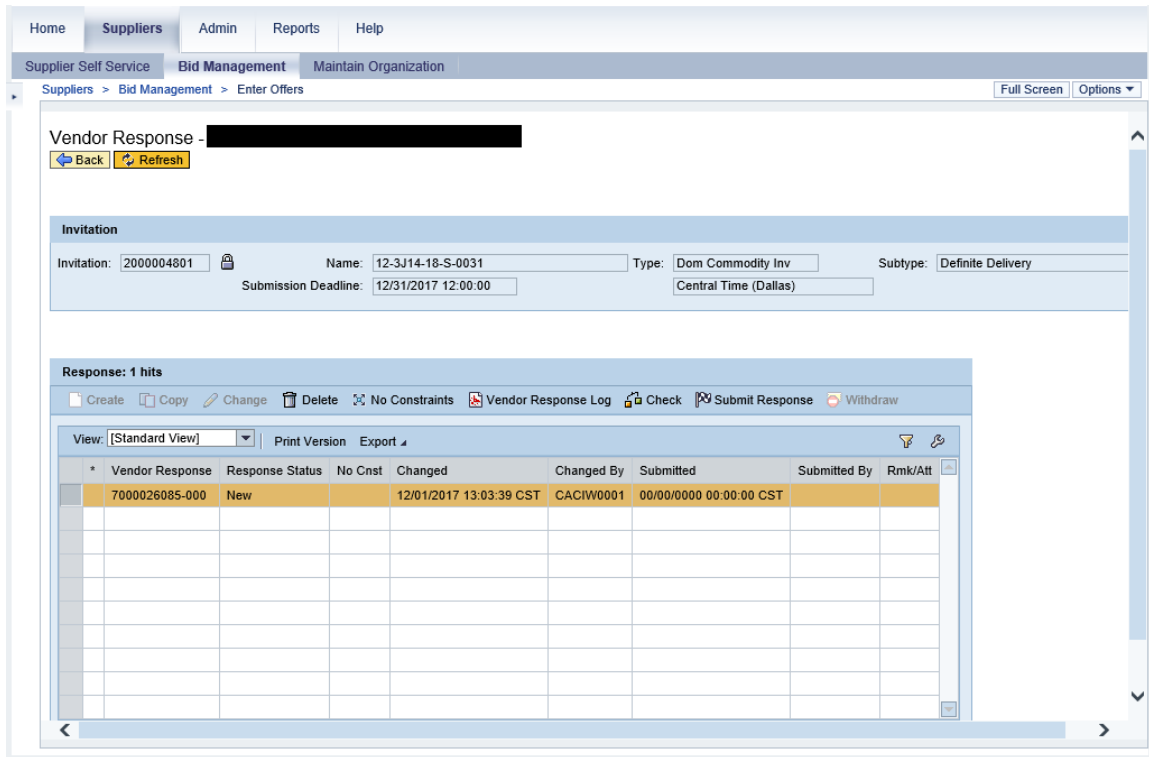 Home Suppliers Admin Reports Help
Supplier Self Service Bid Management Maintain Organization
Suppliers > Bid Management > Enter Offers Full Screen Options
Vendor Response -
Back Refresh
Invitation
Invitation: 2000004801 Name: 12-3J14-18-S-0031 Type: Dom Commodity Inv Subtype: Definite Delivery
Submission Deadline: 12/31/2017 12:00:00 Central Time (Dallas)
Response: 1 hits
Create Copy Change Delete No Constraints Vendor Response Log Check Submit Response Withdraw
View: [Standard View] Print Version Export
* Vendor Response Response Status No Cnst Changed Changed By Submitted Submitted By Rmk/Att
7000026085-000 New 12/01/2017 13:03:39 CST CACIW0001 00/00/0000 00:00:00 CST